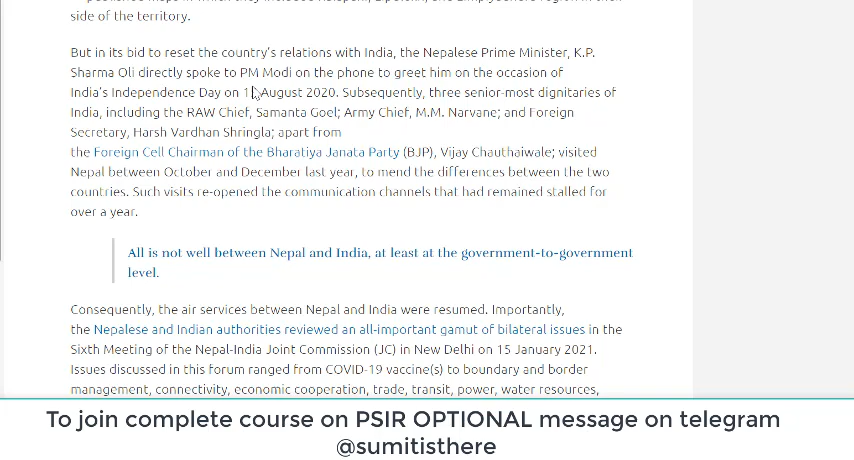 side of the territory.
But in its bid to reset the country's relations with India, the Nepalese Prime Minister, K.P.
Sharma Oli directly spoke to PM Modi on the phone to greet him on the occasion of
India's Independence Day on 1 August 2020. Subsequently, three senior-most dignitaries of
India, including the RAW Chief, Samanta Goel; Army Chief, M.M. Narvane; and Foreign
Secretary, Harsh Vardhan Shringla; apart from
the Foreign Cell Chairman of the Bharatiya Janata Party (BJP), Vijay Chauthaiwale; visited
Nepal between October and December last year, to mend the differences between the two
countries. Such visits re-opened the communication channels that had remained stalled for
over a year.
All is not well between Nepal and India, at least at the government-to-government
level.
Consequently, the air services between Nepal and India were resumed. Importantly,
the Nepalese and Indian authorities reviewed an all-important gamut of bilateral issues in the
Sixth Meeting of the Nepal-India Joint Commission (JC) in New Delhi on 15 January 2021.
Issues discussed in this forum ranged from COVID-19 vaccine(s) to boundary and border
management, connectivity, economic cooperation, trade, transit, power, water resources,
To join complete course on PSIR OPTIONAL message on telegram
@sumitisthere